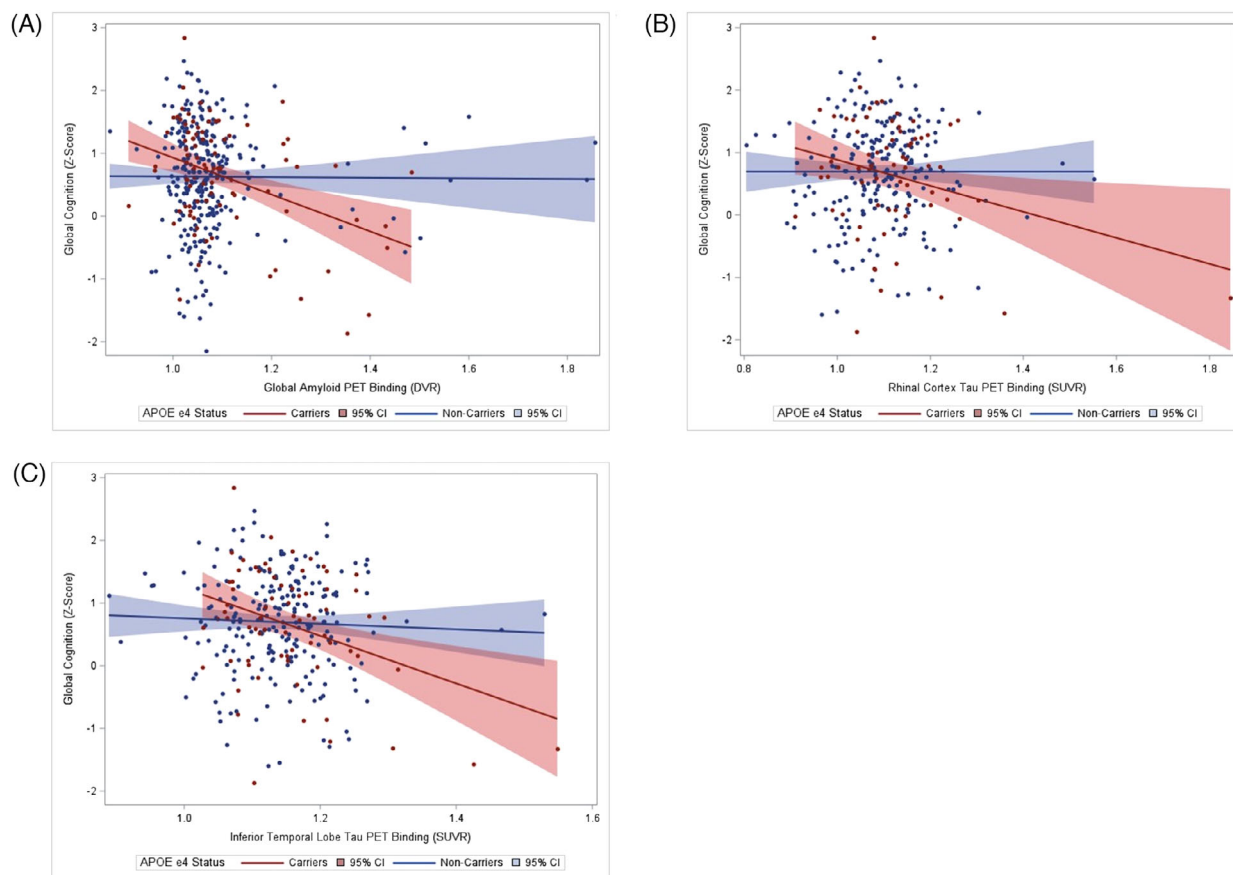 (A)
3
2
1
0
-1
-2
Global Cognition (Z-Score)
1.0
1.2
1.4
1.6
1.8
Global Amyloid PET Binding (DVR)
APOE e4 Status Carriers 95% CI Non-Carriers 95% CI
(B)
3
2
1
0
-1
-2
Global Cognition (Z-Score)
0.8
1.0
1.2
1.4
1.6
1.8
Rhinal Cortex Tau PET Binding (SUVR)
APOE e4 Status Carriers 95% CI Non-Carriers 95% CI
(C)
3
2
1
0
-1
-2
Global Cognition (Z-Score)
1.0
1.2
1.4
1.6
Inferior Temporal Lobe Tau PET Binding (SUVR)
APOE e4 Status Carriers 95% CI Non-Carriers 95% CI